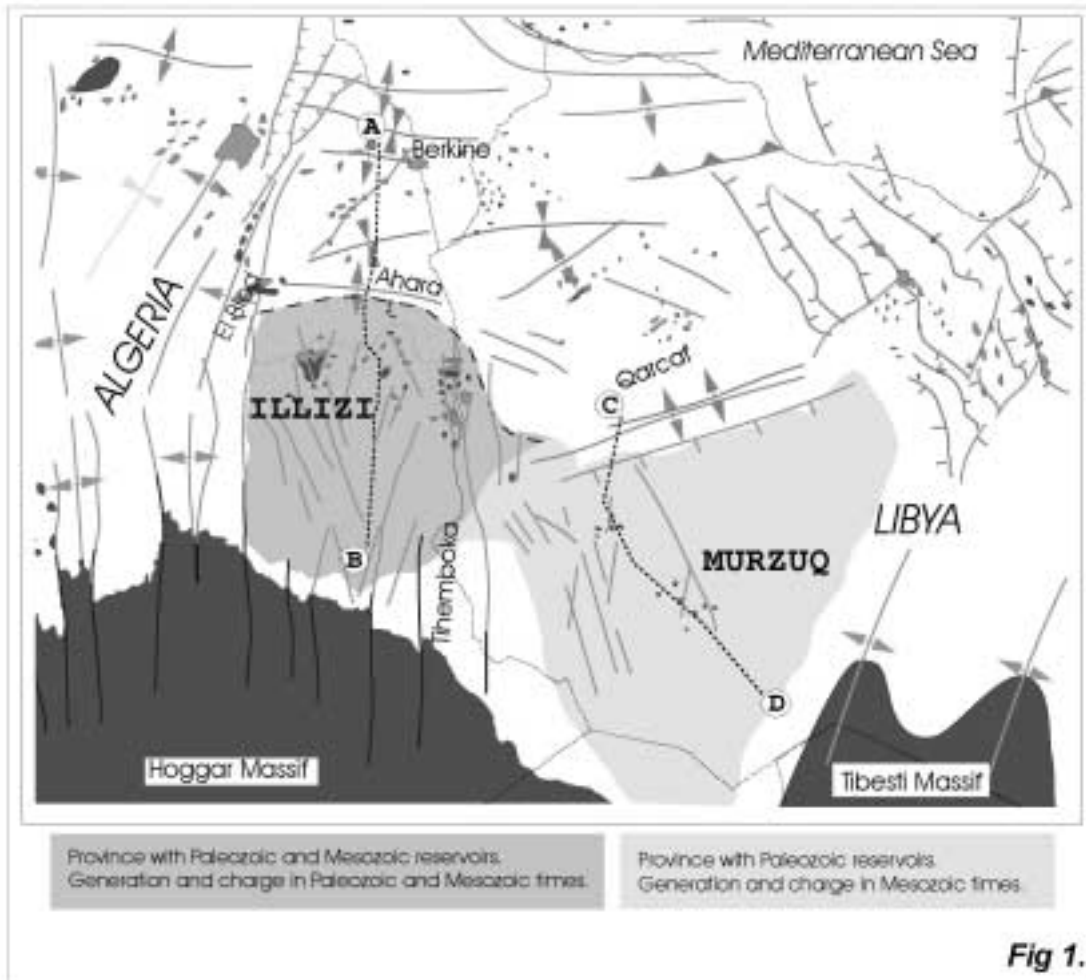 Mediterranean Sea
A
Berkine
Ahara
ALGERIA
ILLIZI
C
Qarcaf
LIBYA
MURZUQ
B
Tihemboka
D
Hoggar Massif
Tibesti Massif
Province with Paleozoic and Mesozoic reservoirs.
Generation and charge in Paleozoic and Mesozoic times.
Province with Paleozoic reservoirs.
Generation and charge in Mesozoic times.
Fig 1.